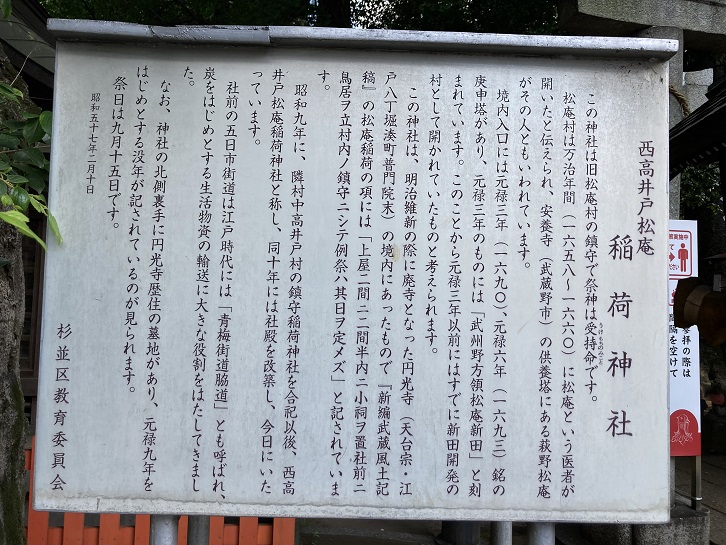 西高井戸松庵
稲荷神社
この神社は旧松庵村の鎮守で祭神は受持命です。
うけもちのみこと
松庵村は万治年間（一六五八～一六六〇）に松庵という医者が
開いたと伝えられ、安養寺（武蔵野市）の供養塔にある萩野松庵
がその人ともいわれています。
境内入口には元禄三年（一六九〇）、元禄六年（一六九三）銘の
庚申塔があり、元禄三年のものには「武州野方領松庵新田」と刻
まれています。このことから元禄三年以前にはすでに新田開発の
村として開かれていたものと考えられます。
この神社は、明治維新の際に廃寺となった円光寺（天台宗・江
戸八丁堀湊町普門院末）の境内にあったもので『新編武蔵風土記
稿』の松庵稲荷の項には「上屋二間ニ二間半内ニ小祠ヲ置社前ニ
鳥居ヲ立村内ノ鎮守ニシテ例祭ハ其日ヲ定メズ」と記されていま
す。
昭和九年に、隣村中高井戸村の鎮守稲荷神社を合祀以後、西高
井戸松庵稲荷神社と称し、同十年には社殿を改築し、今日にいた
っています。
社前の五日市街道は江戸時代には「青梅街道脇道」とも呼ばれ、
炭をはじめとする生活物資の輸送に大きな役割をはたしてきまし
た。
なお、神社の北側裏手に円光寺歴住の墓地があり、元禄九年を
はじめとする没年が記されているのが見られます。
祭日は九月十五日です。
昭和五十七年二月十日
杉並区教育委員会
参拝の際は
間隔を空けて